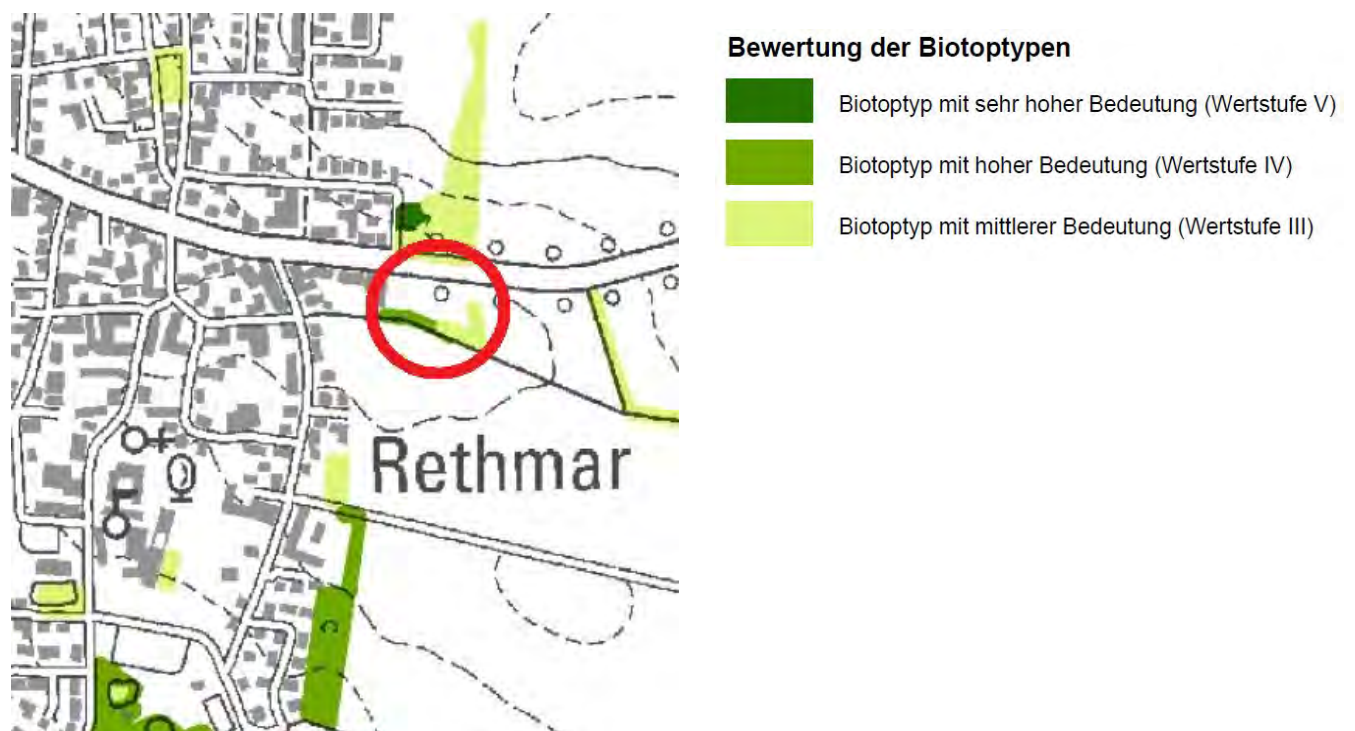 Bewertung der Biotoptypen
Biotoptyp mit sehr hoher Bedeutung (Wertstufe V)
Biotoptyp mit hoher Bedeutung (Wertstufe IV)
Biotoptyp mit mittlerer Bedeutung (Wertstufe III)
Rethmar